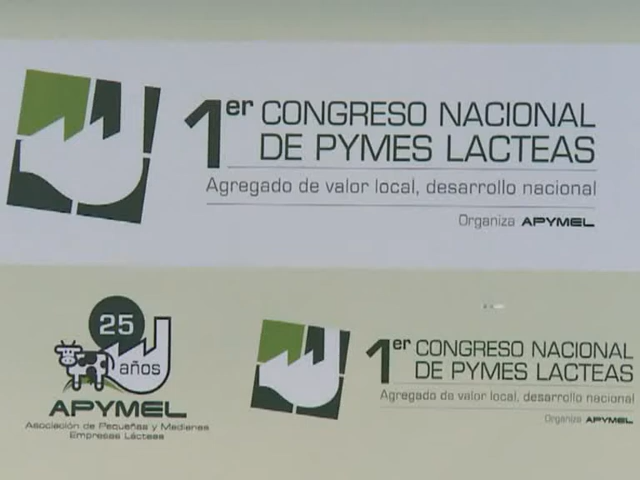 1er CONGRESO NACIONAL
DE PYMES LACTEAS
Agregado de valor local, desarrollo nacional
Organiza APYMEL
25
años
APYMEL
Asociación de Pequeñas y Medianas
Empresas Lácteas
1er CONGRESO NACIONAL
DE PYMES LACTEAS
Agregado de valor local, desarrollo nacional
Organiza APYMEL